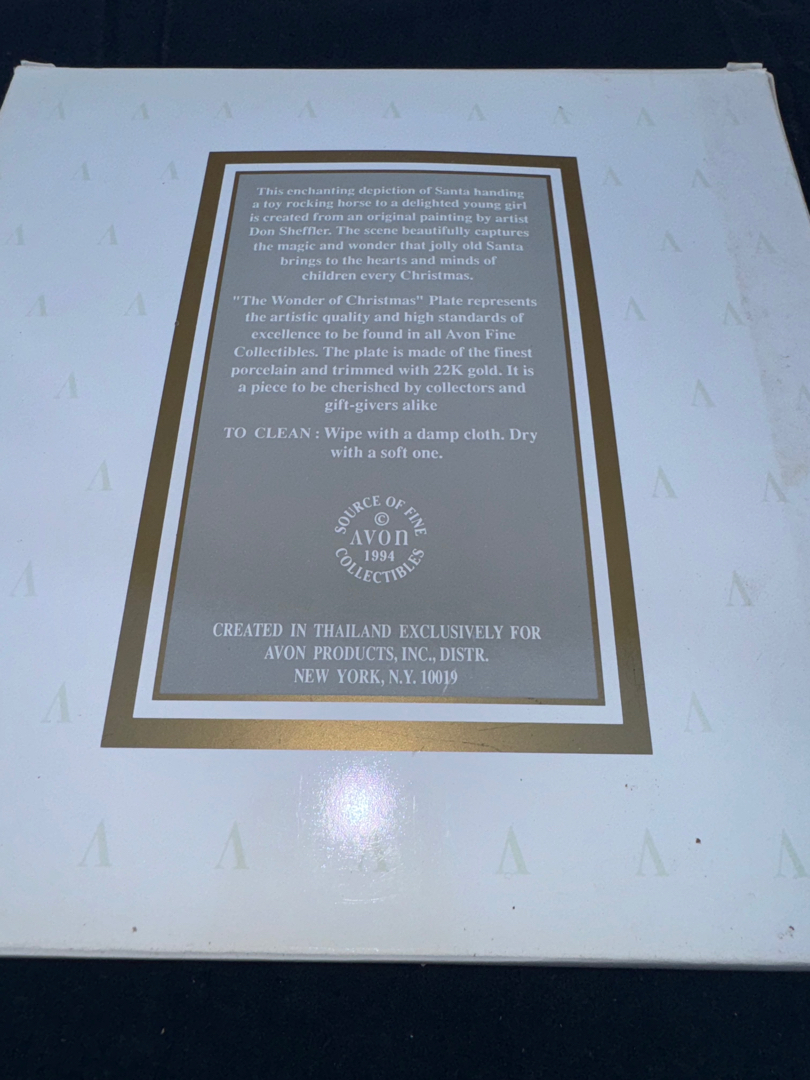 This enchanting depiction of Santa handing
a toy rocking horse to a delighted young girl
is created from an original painting by artist
Don Sheffler. The scene beautifully captures
the magic and wonder that jolly old Santa
brings to the hearts and minds of
children every Christmas.
"The Wonder of Christmas" Plate represents
the artistic quality and high standards of
excellence to be found in all Avon Fine
Collectibles. The plate is made of the finest
porcelain and trimmed with 22K gold. It is
a piece to be cherished by collectors and
gift-givers alike
TO CLEAN : Wipe with a damp cloth. Dry
with a soft one.
SOURCE OF FINE
©
AVON
1994
COLLECTIBLES
CREATED IN THAILAND EXCLUSIVELY FOR
AVON PRODUCTS, INC., DISTR.
NEW YORK, N.Y. 10019